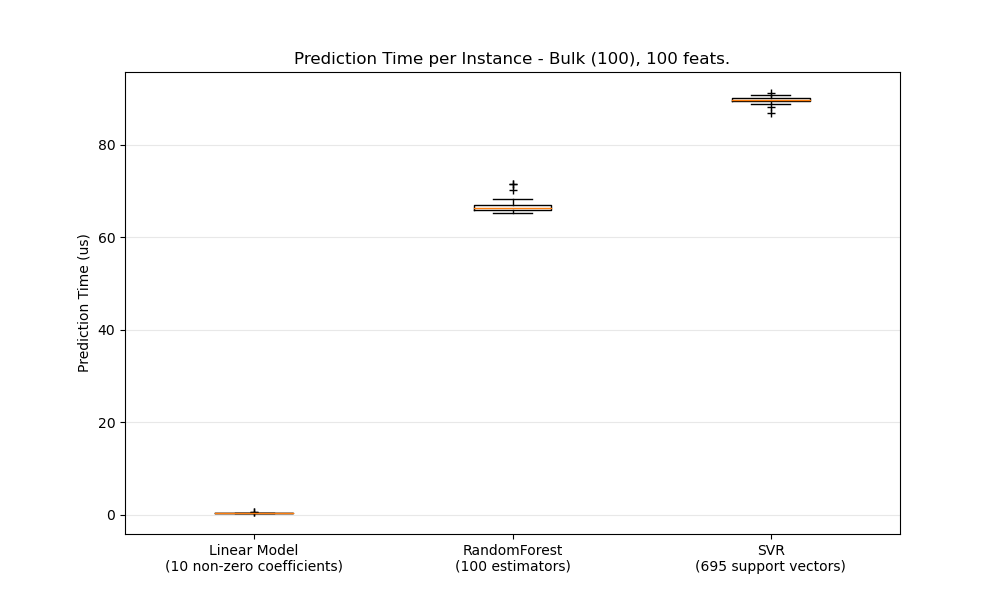 Prediction Time per Instance - Bulk (100), 100 feats.
Prediction Time (us)
80
60
40
20
0
Linear Model
(10 non-zero coefficients)
RandomForest
(100 estimators)
SVR
(695 support vectors)